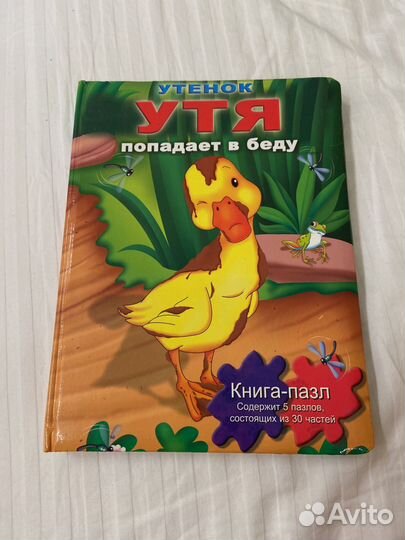 УТЕНОК
УТЯ
попадает в беду
Книга-пазл
Содержит 5 пазлов,
состоящих из 30 частей
Avito